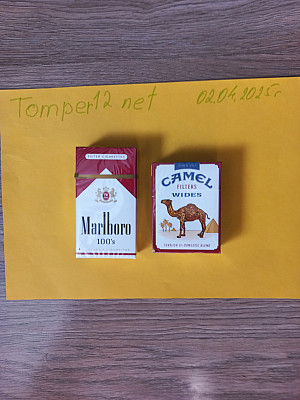 Tomper12 net 02.04.2025г
FILTER CIGARETTES
Marlboro
100's
CAMEL
FILTERS
WIDES
TURKISH & DOMESTIC BLEND